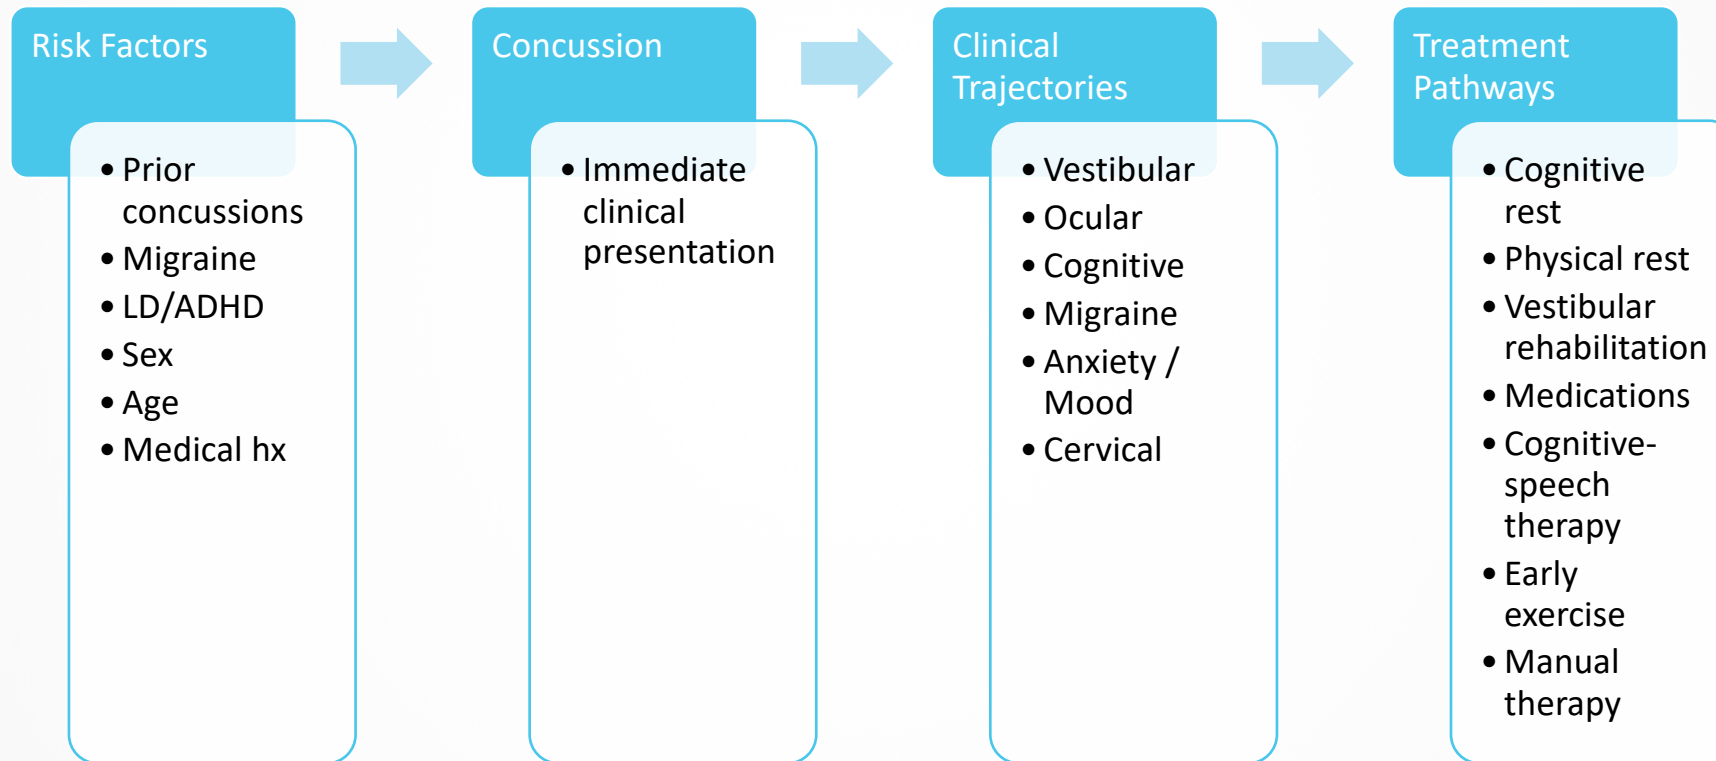 Risk Factors
• Prior
concussions
• Migraine
• LD/ADHD
• Sex
• Age
• Medical hx
Concussion
• Immediate
clinical
presentation
Clinical
Trajectories
• Vestibular
• Ocular
• Cognitive
• Migraine
• Anxiety /
Mood
• Cervical
Treatment
Pathways
• Cognitive
rest
• Physical rest
• Vestibular
rehabilitation
• Medications
• Cognitive-
speech
therapy
• Early
exercise
• Manual
therapy